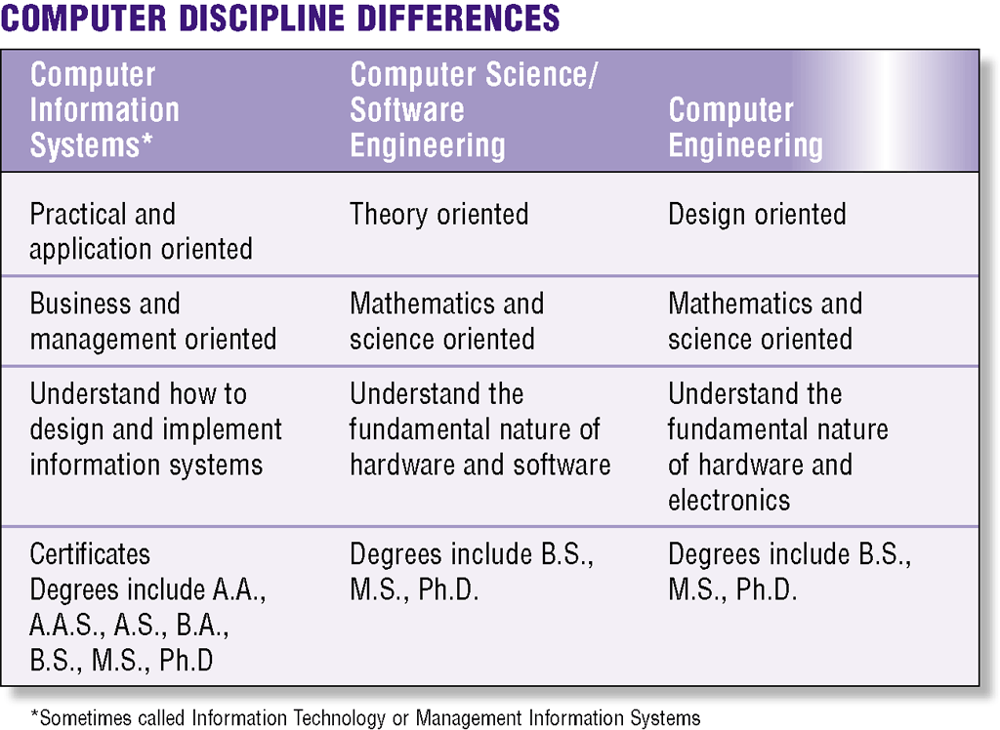 COMPUTER DISCIPLINE DIFFERENCES
Computer
Information
Systems*
Computer Science/
Software
Engineering
Computer
Engineering
Practical and
application oriented
Theory oriented
Design oriented
Business and
management oriented
Mathematics and
science oriented
Mathematics and
science oriented
Understand how to
design and implement
information systems
Understand the
fundamental nature of
hardware and software
Understand the
fundamental nature
of hardware and
electronics
Certificates
Degrees include A.A.,
A.A.S., A.S., B.A.,
B.S., M.S., Ph.D
Degrees include B.S.,
M.S., Ph.D.
Degrees include B.S.,
M.S., Ph.D.
*Sometimes called Information Technology or Management Information Systems